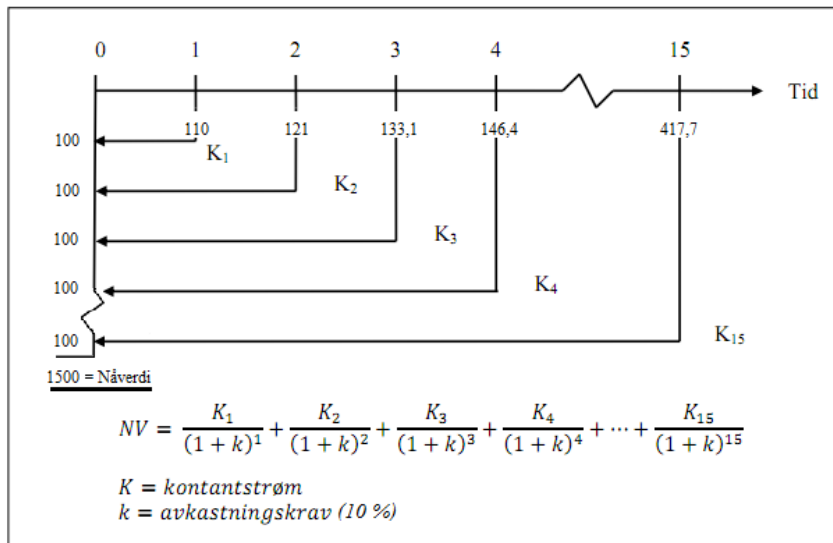 0 1 2 3 4 15
Tid
110 121 133,1 146,4 417,7
100 K₁
100 K₂
100 K₃
100 K₄
100 K₁₅
1500 = Nåverdi
NV = K₁/(1 + k)¹ + K₂/(1 + k)² + K₃/(1 + k)³ + K₄/(1 + k)⁴ + ⋯ + K₁₅/(1 + k)¹⁵
K = kontantstrøm
k = avkastningskrav (10 %)